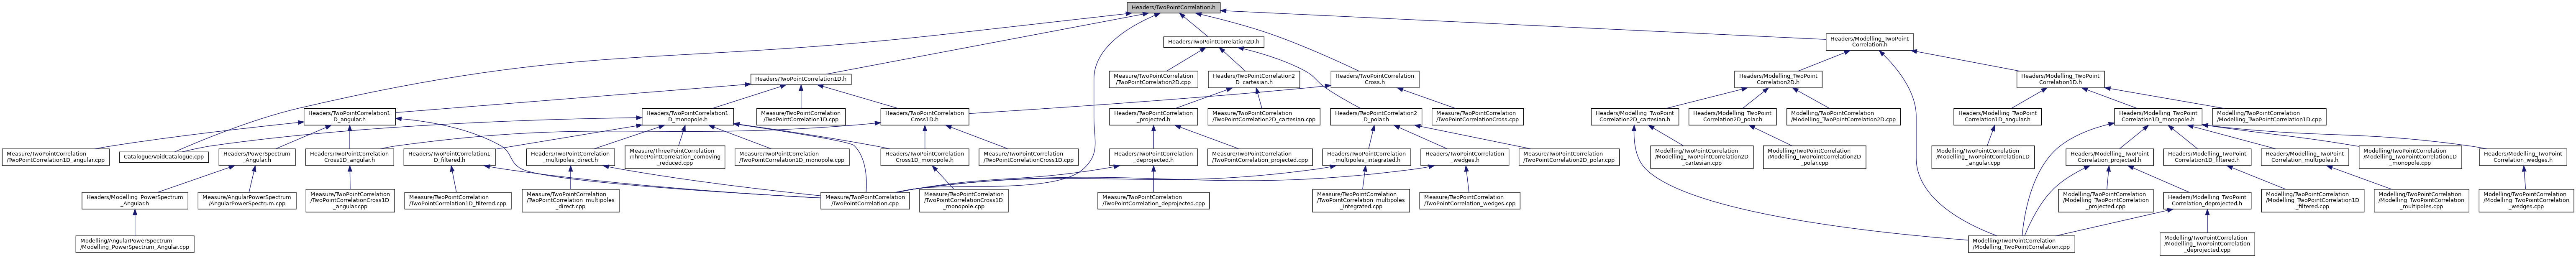 Headers/TwoPointCorrelation.h
Headers/TwoPointCorrelation2D.h
Headers/Modelling_TwoPoint
Correlation.h
Headers/TwoPointCorrelation1D.h
Measure/TwoPointCorrelation
/TwoPointCorrelation2D.cpp
Headers/TwoPointCorrelation2
D_cartesian.h
Headers/TwoPointCorrelation
Cross.h
Headers/Modelling_TwoPoint
Correlation2D.h
Headers/Modelling_TwoPoint
Correlation1D.h
Headers/TwoPointCorrelation1
D_angular.h
Headers/TwoPointCorrelation1
D_monopole.h
Measure/TwoPointCorrelation
/TwoPointCorrelation1D.cpp
Headers/TwoPointCorrelation
Cross1D.h
Headers/TwoPointCorrelation
_projected.h
Measure/TwoPointCorrelation
/TwoPointCorrelation2D_cartesian.cpp
Headers/TwoPointCorrelation2
D_polar.h
Measure/TwoPointCorrelation
/TwoPointCorrelationCross.cpp
Headers/Modelling_TwoPoint
Correlation2D_cartesian.h
Headers/Modelling_TwoPoint
Correlation2D_polar.h
Modelling/TwoPointCorrelation
/Modelling_TwoPointCorrelation2D.cpp
Headers/Modelling_TwoPoint
Correlation1D_angular.h
Headers/Modelling_TwoPoint
Correlation1D_monopole.h
Modelling/TwoPointCorrelation
/Modelling_TwoPointCorrelation1D.cpp
Measure/TwoPointCorrelation
/TwoPointCorrelation1D_angular.cpp
Catalogue/VoidCatalogue.cpp
Headers/PowerSpectrum
_Angular.h
Headers/TwoPointCorrelation
Cross1D_angular.h
Headers/TwoPointCorrelation1
D_filtered.h
Headers/TwoPointCorrelation
_multipoles_direct.h
Measure/ThreePointCorrelation
/ThreePointCorrelation_comoving
_reduced.cpp
Measure/TwoPointCorrelation
/TwoPointCorrelation1D_monopole.cpp
Headers/TwoPointCorrelation
Cross1D_monopole.h
Measure/TwoPointCorrelation
/TwoPointCorrelationCross1D.cpp
Headers/TwoPointCorrelation
_deprojected.h
Measure/TwoPointCorrelation
/TwoPointCorrelation_projected.cpp
Headers/TwoPointCorrelation
_multipoles_integrated.h
Headers/TwoPointCorrelation
_wedges.h
Measure/TwoPointCorrelation
/TwoPointCorrelation2D_polar.cpp
Modelling/TwoPointCorrelation
/Modelling_TwoPointCorrelation2D
_cartesian.cpp
Modelling/TwoPointCorrelation
/Modelling_TwoPointCorrelation2D
_polar.cpp
Modelling/TwoPointCorrelation
/Modelling_TwoPointCorrelation1D
_angular.cpp
Headers/Modelling_TwoPoint
Correlation_projected.h
Headers/Modelling_TwoPoint
Correlation1D_filtered.h
Headers/Modelling_TwoPoint
Correlation_multipoles.h
Modelling/TwoPointCorrelation
/Modelling_TwoPointCorrelation1D
_monopole.cpp
Headers/Modelling_TwoPoint
Correlation_wedges.h
Headers/Modelling_PowerSpectrum
_Angular.h
Measure/AngularPowerSpectrum
/AngularPowerSpectrum.cpp
Measure/TwoPointCorrelation
/TwoPointCorrelationCross1D
_angular.cpp
Measure/TwoPointCorrelation
/TwoPointCorrelation1D_filtered.cpp
Measure/TwoPointCorrelation
/TwoPointCorrelation_multipoles
_direct.cpp
Measure/TwoPointCorrelation
/TwoPointCorrelation.cpp
Measure/TwoPointCorrelation
/TwoPointCorrelationCross1D
_monopole.cpp
Measure/TwoPointCorrelation
/TwoPointCorrelation_deprojected.cpp
Measure/TwoPointCorrelation
/TwoPointCorrelation_multipoles
_integrated.cpp
Measure/TwoPointCorrelation
/TwoPointCorrelation_wedges.cpp
Modelling/TwoPointCorrelation
/Modelling_TwoPointCorrelation
_projected.cpp
Headers/Modelling_TwoPoint
Correlation_deprojected.h
Modelling/TwoPointCorrelation
/Modelling_TwoPointCorrelation1D
_filtered.cpp
Modelling/TwoPointCorrelation
/Modelling_TwoPointCorrelation
_multipoles.cpp
Modelling/TwoPointCorrelation
/Modelling_TwoPointCorrelation
_wedges.cpp
Modelling/AngularPowerSpectrum
/Modelling_PowerSpectrum_Angular.cpp
Modelling/TwoPointCorrelation
/Modelling_TwoPointCorrelation.cpp
Modelling/TwoPointCorrelation
/Modelling_TwoPointCorrelation
_deprojected.cpp